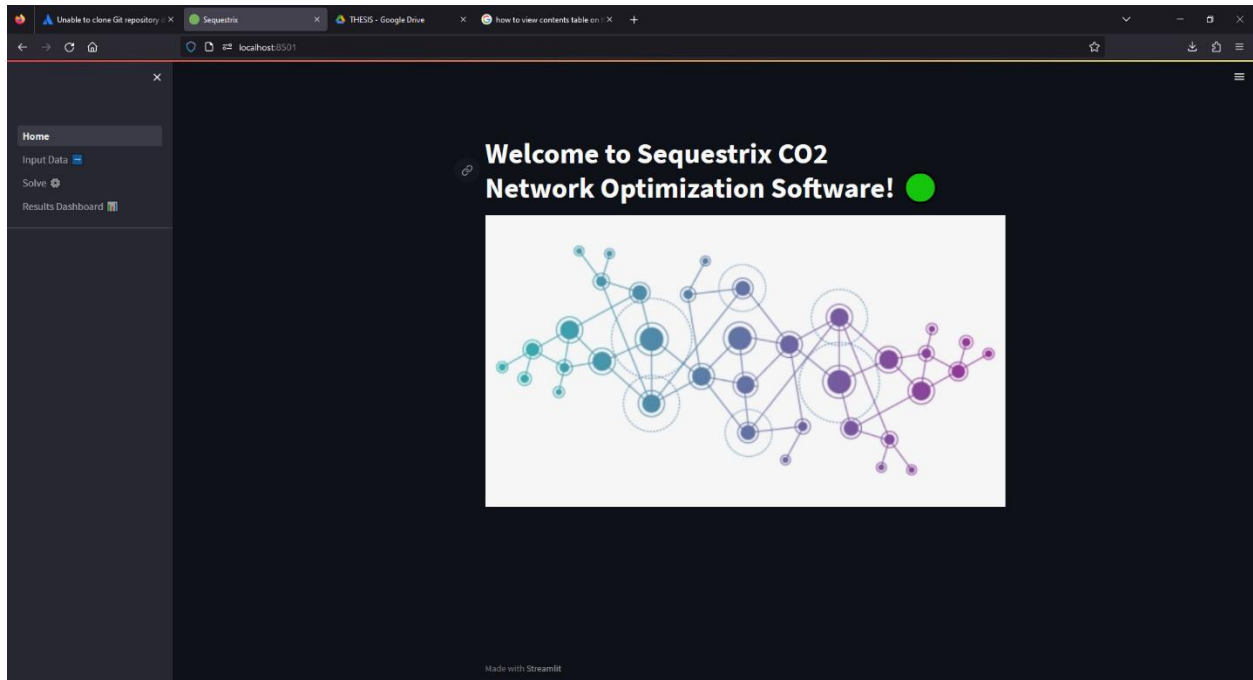 Unable to clone Git repository
Sequestrix
THESIS - Google Drive
how to view contents table on
localhost:8501
Home
Input Data
Solve
Results Dashboard
Welcome to Sequestrix CO2
Network Optimization Software!
Made with Streamlit